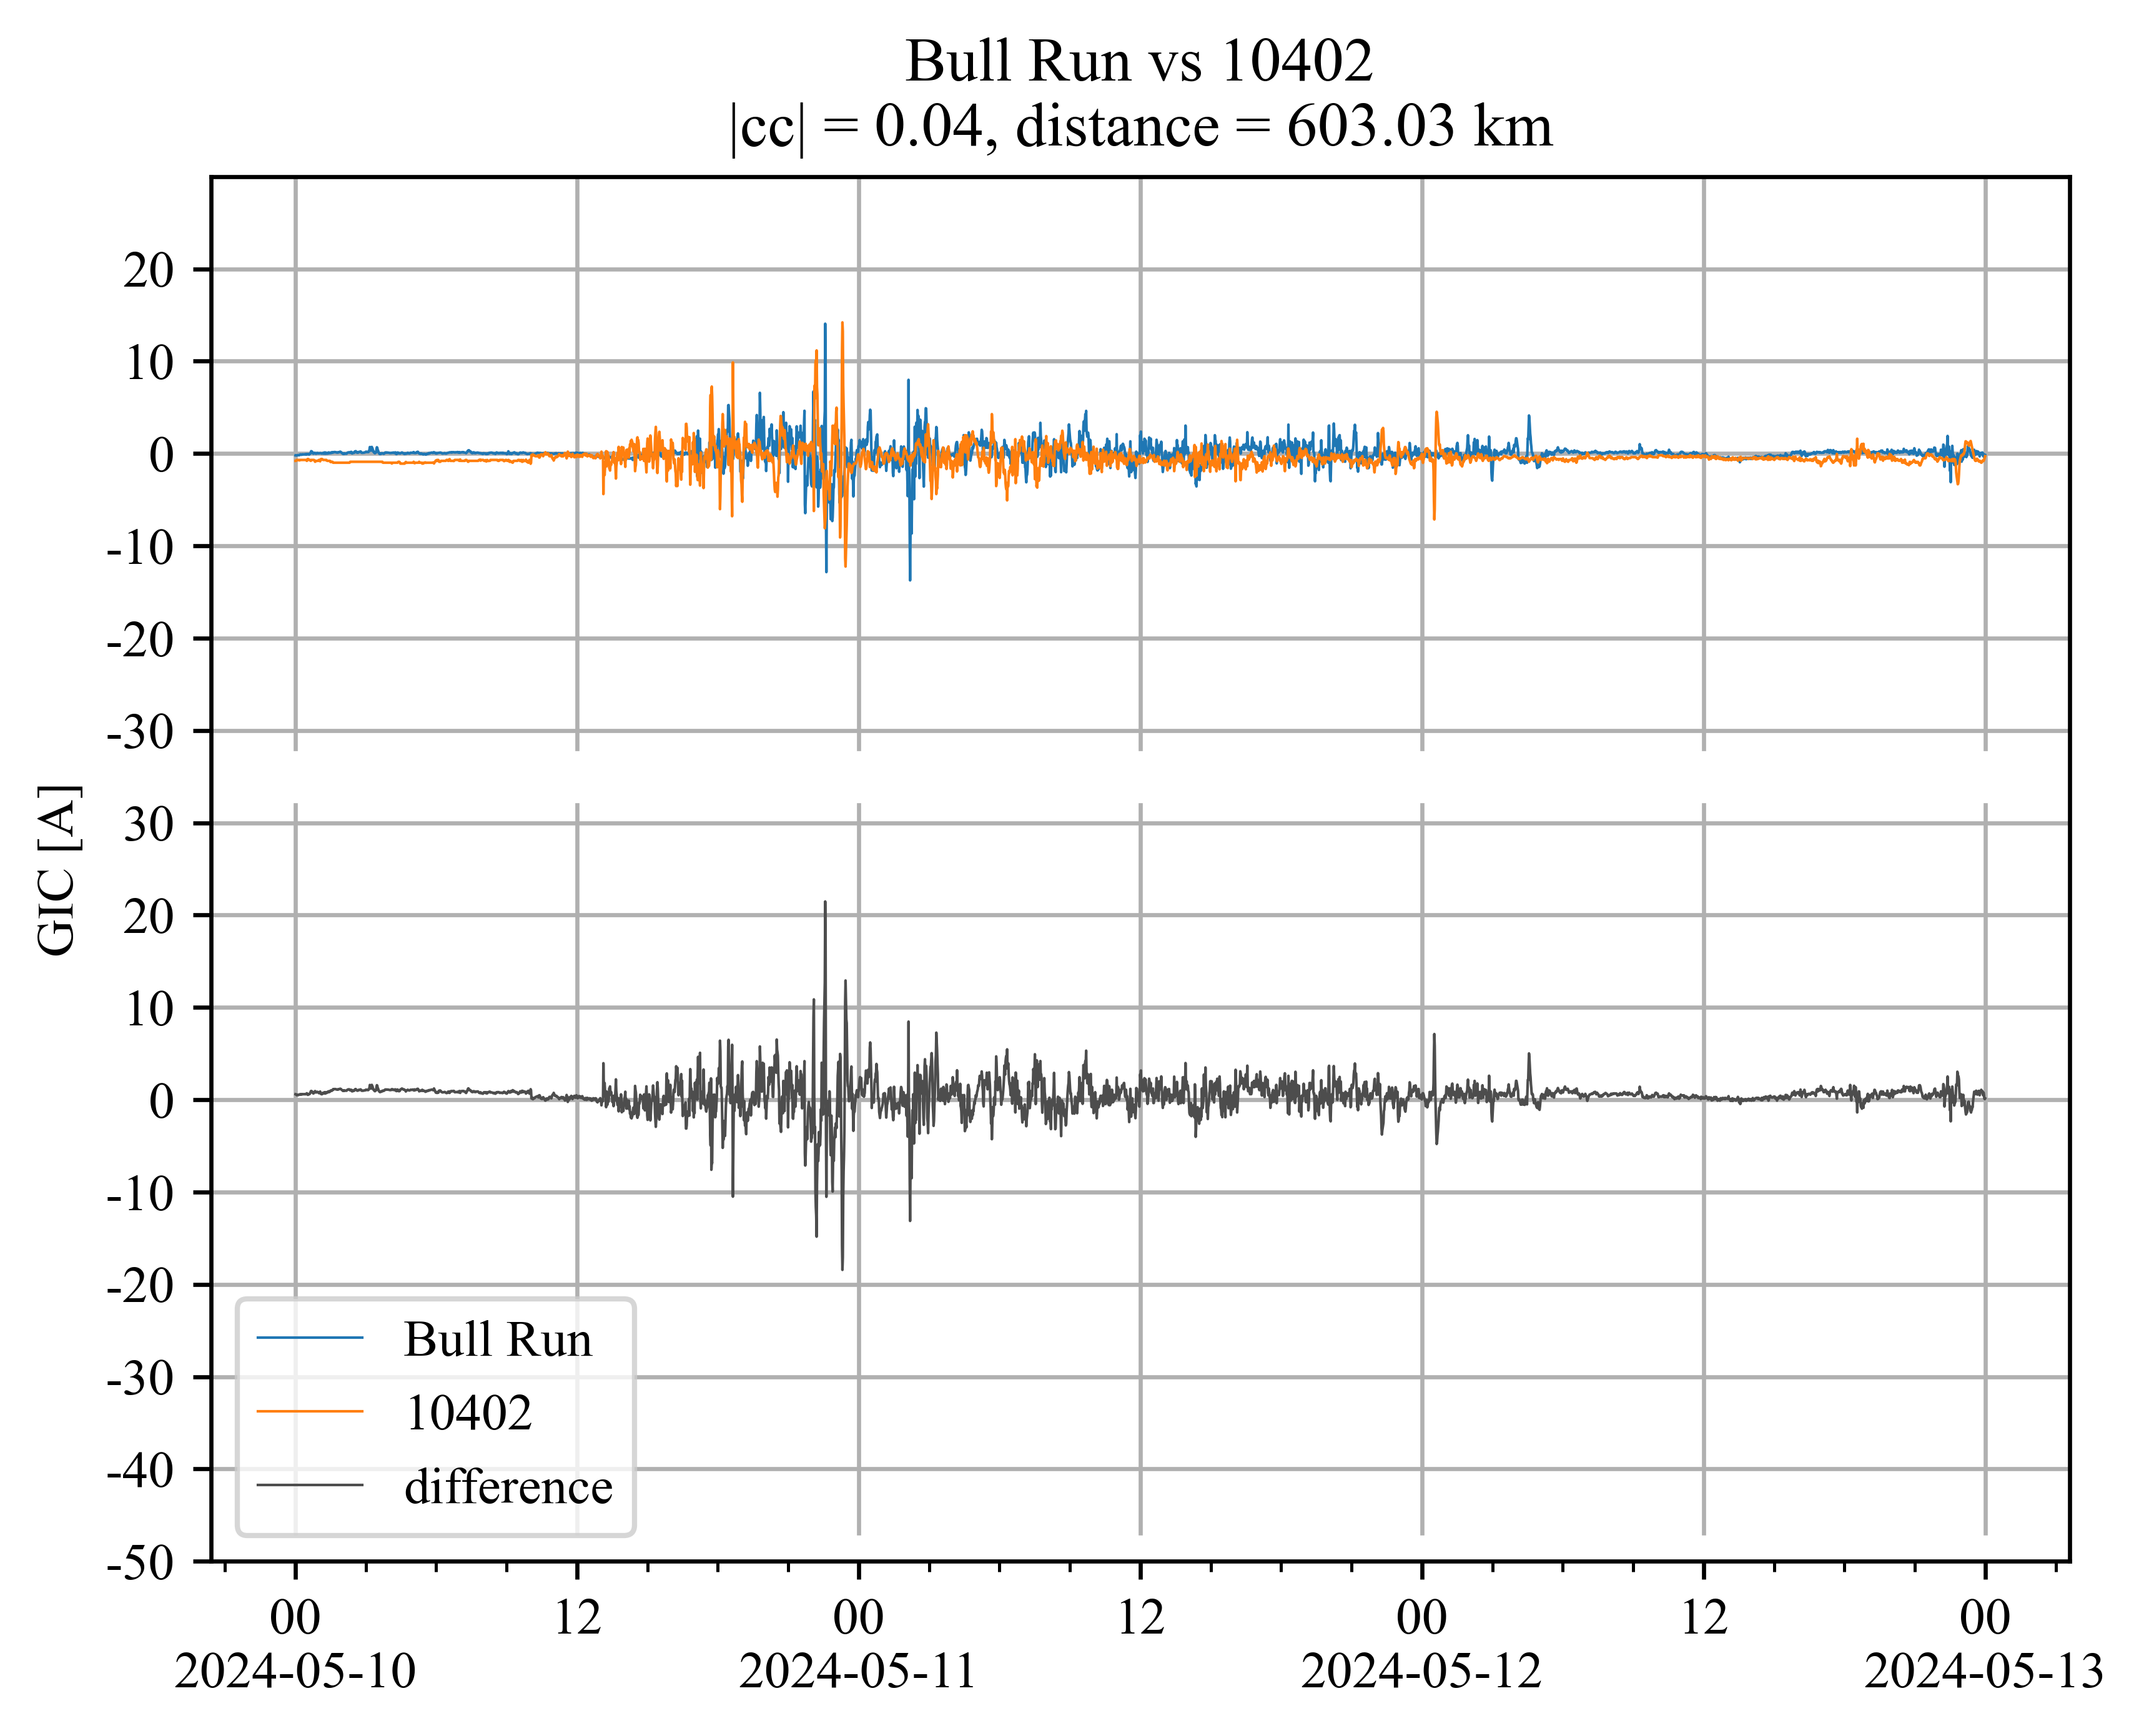 Bull Run vs 10402
|cc| = 0.04, distance = 603.03 km
20
10
0
-10
-20
-30
30
20
10
0
-10
-20
-30
-40
-50
GIC [A]
Bull Run
10402
difference
00 12 00 12 00 12 00
2024-05-10 2024-05-11 2024-05-12 2024-05-13